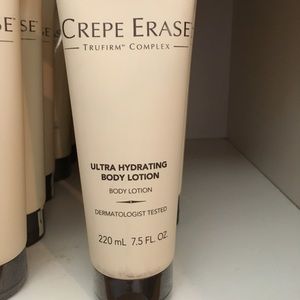 CREPE ERASE
TRUFIRM™ COMPLEX
ULTRA HYDRATING
BODY LOTION
BODY LOTION
DERMATOLOGIST TESTED
220 mL 7.5 FL. OZ.